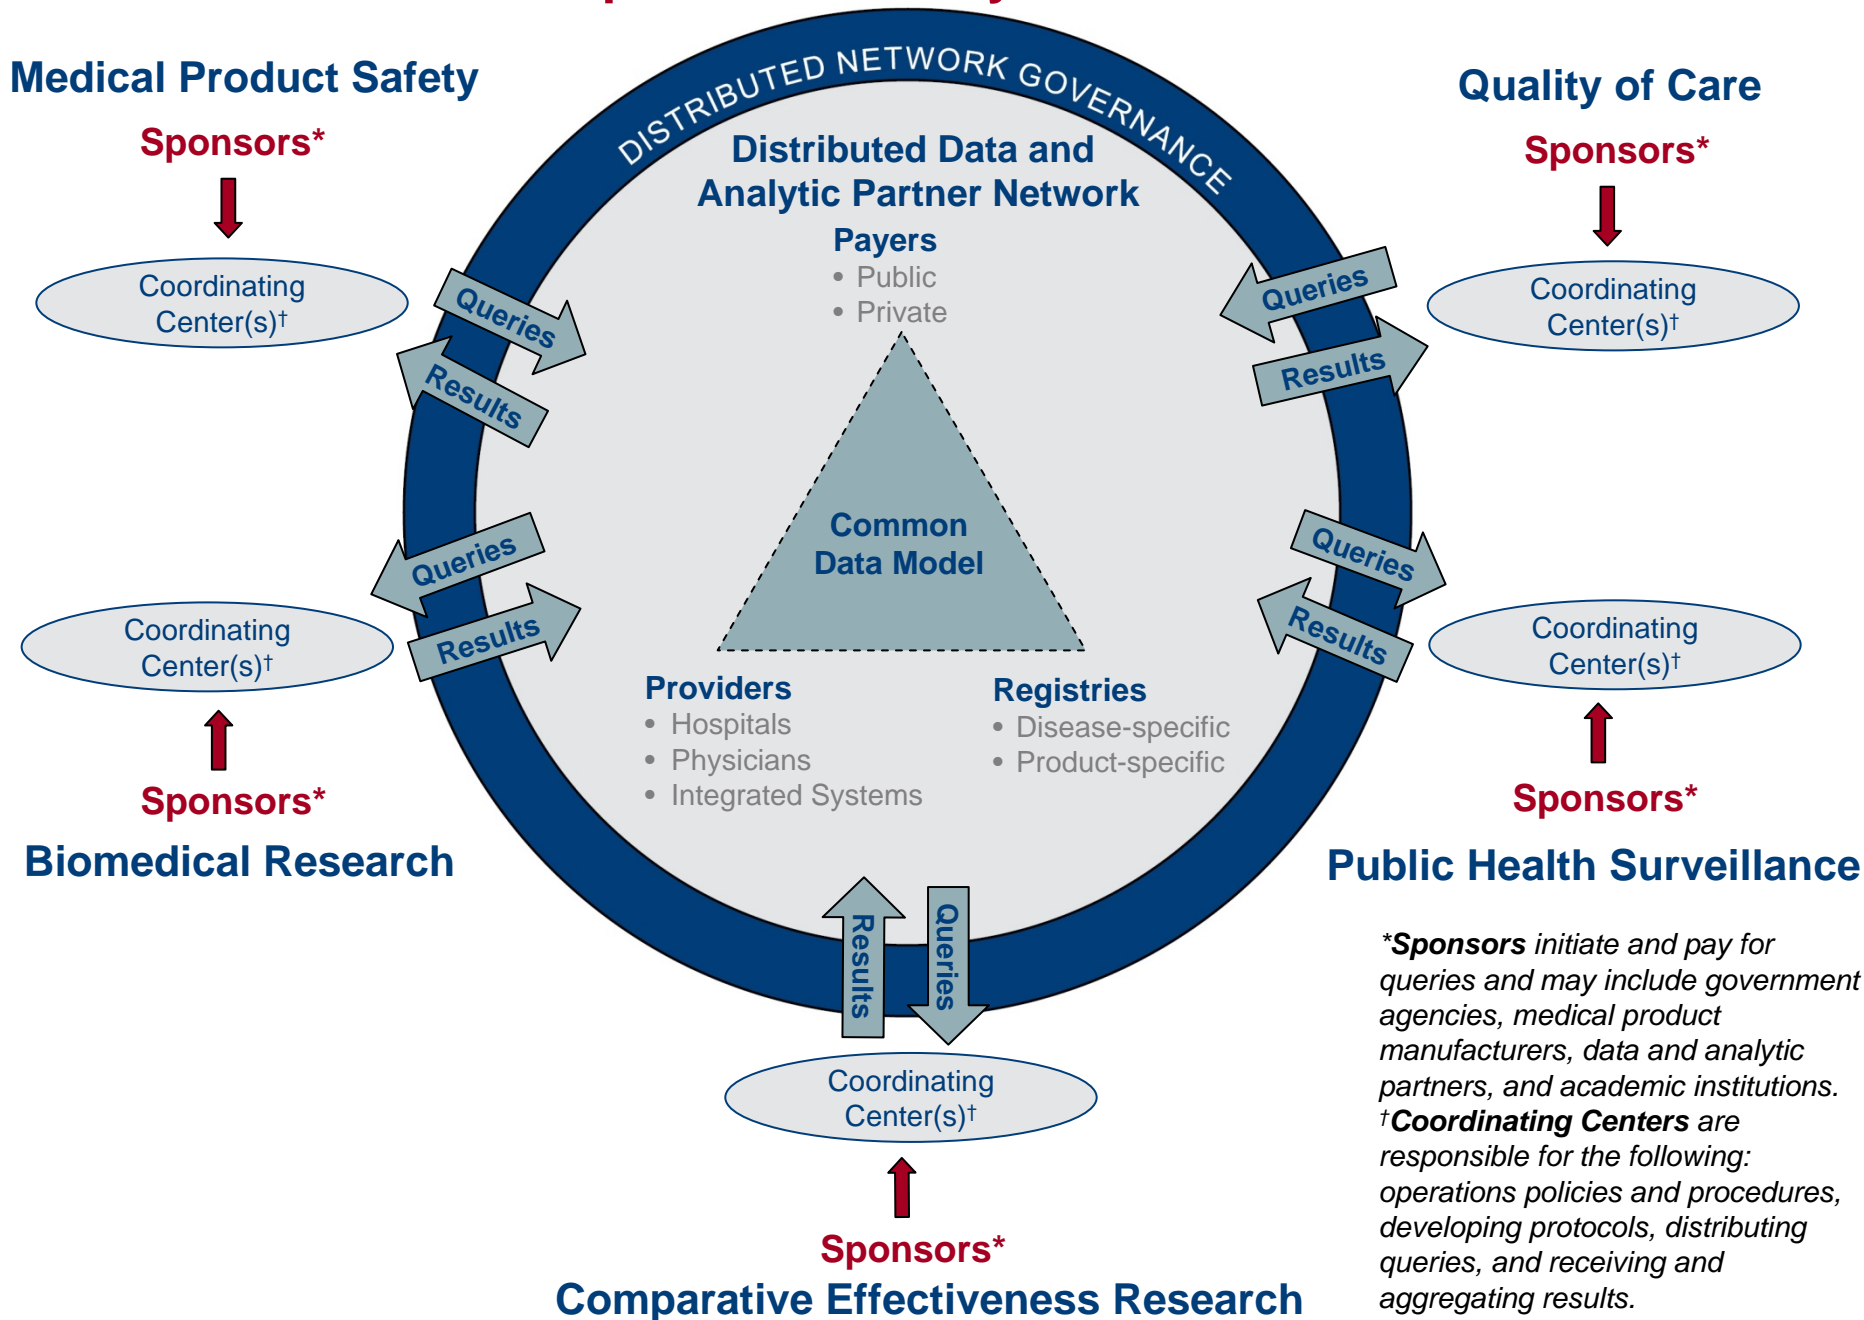 Medical Product Safety
Sponsors*
Coordinating
Center(s)†
Queries
Results
DISTRIBUTED NETWORK GOVERNANCE
Distributed Data and
Analytic Partner Network
Payers
• Public
• Private
Common
Data Model
Providers
• Hospitals
• Physicians
• Integrated Systems
Registries
• Disease-specific
• Product-specific
Quality of Care
Sponsors*
Coordinating
Center(s)†
Queries
Results
Queries
Results
Coordinating
Center(s)†
Sponsors*
Biomedical Research
Queries
Results
Coordinating
Center(s)†
Sponsors*
Public Health Surveillance
Results
Queries
Coordinating
Center(s)†
Sponsors*
Comparative Effectiveness Research
*Sponsors initiate and pay for
queries and may include government
agencies, medical product
manufacturers, data and analytic
partners, and academic institutions.
†Coordinating Centers are
responsible for the following:
operations policies and procedures,
developing protocols, distributing
queries, and receiving and
aggregating results.